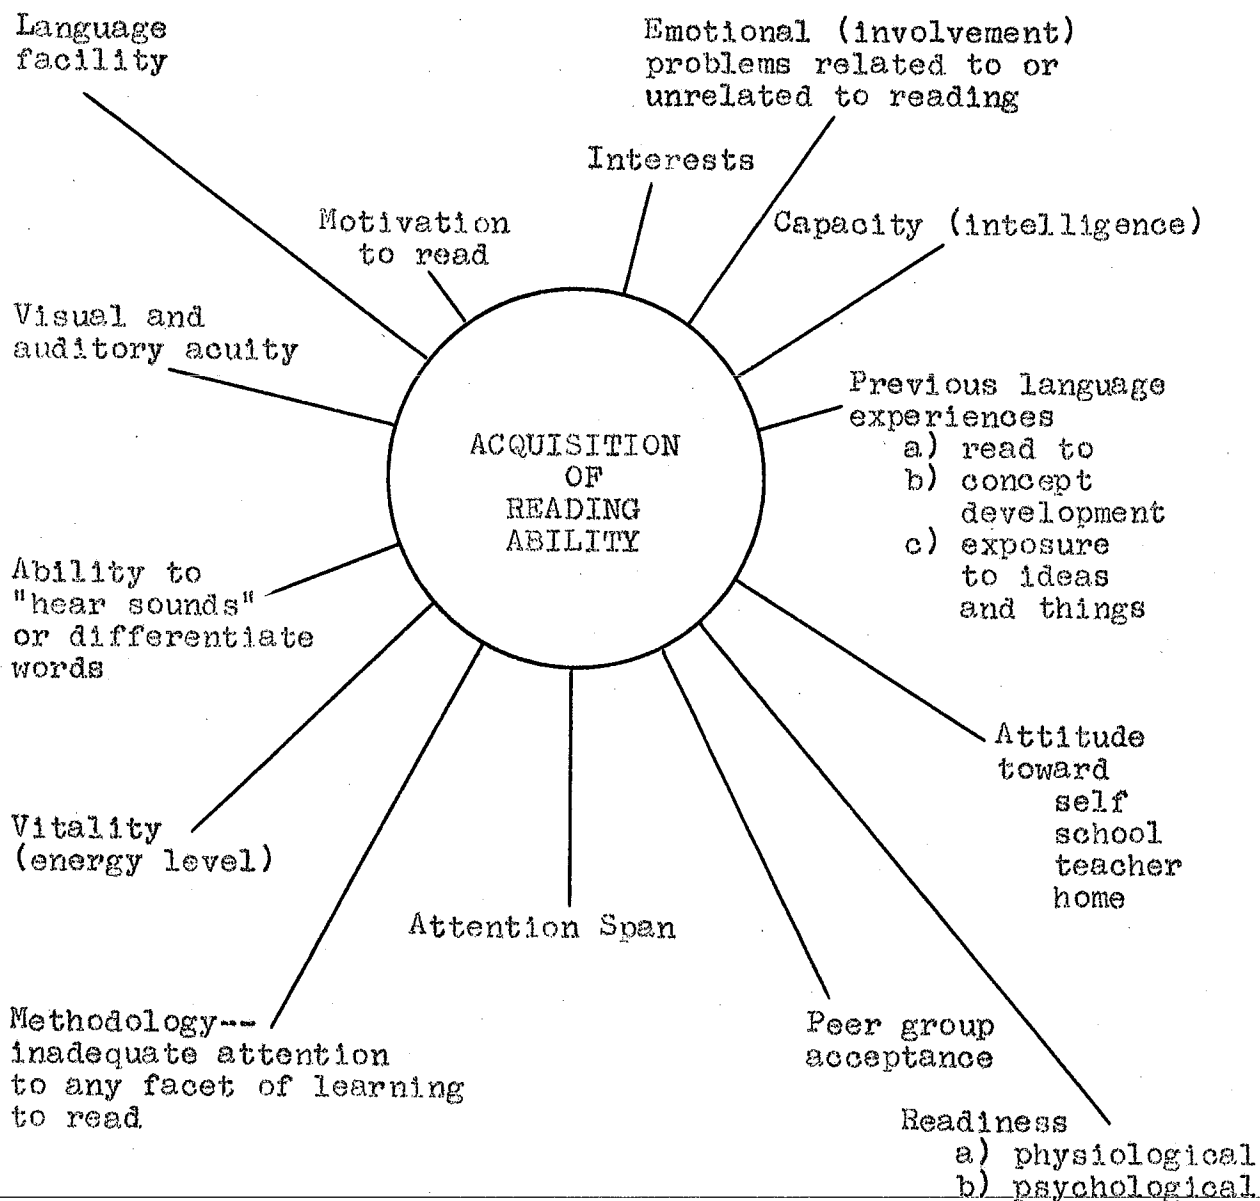 Language
facility
Emotional (involvement)
problems related to or
unrelated to reading
Interests
Motivation
to read
Capacity (intelligence)
Visual and
auditory acuity
Previous language
experiences
a) read to
b) concept
development
c) exposure
to ideas
and things
ACQUISITION
OF
READING
ABILITY
Ability to
"hear sounds"
or differentiate
words
Attitude
toward
self
school
teacher
home
Vitality
(energy level)
Attention Span
Methodology--
inadequate attention
to any facet of learning
to read
Peer group
acceptance
Readiness
a) physiological
b) psychological